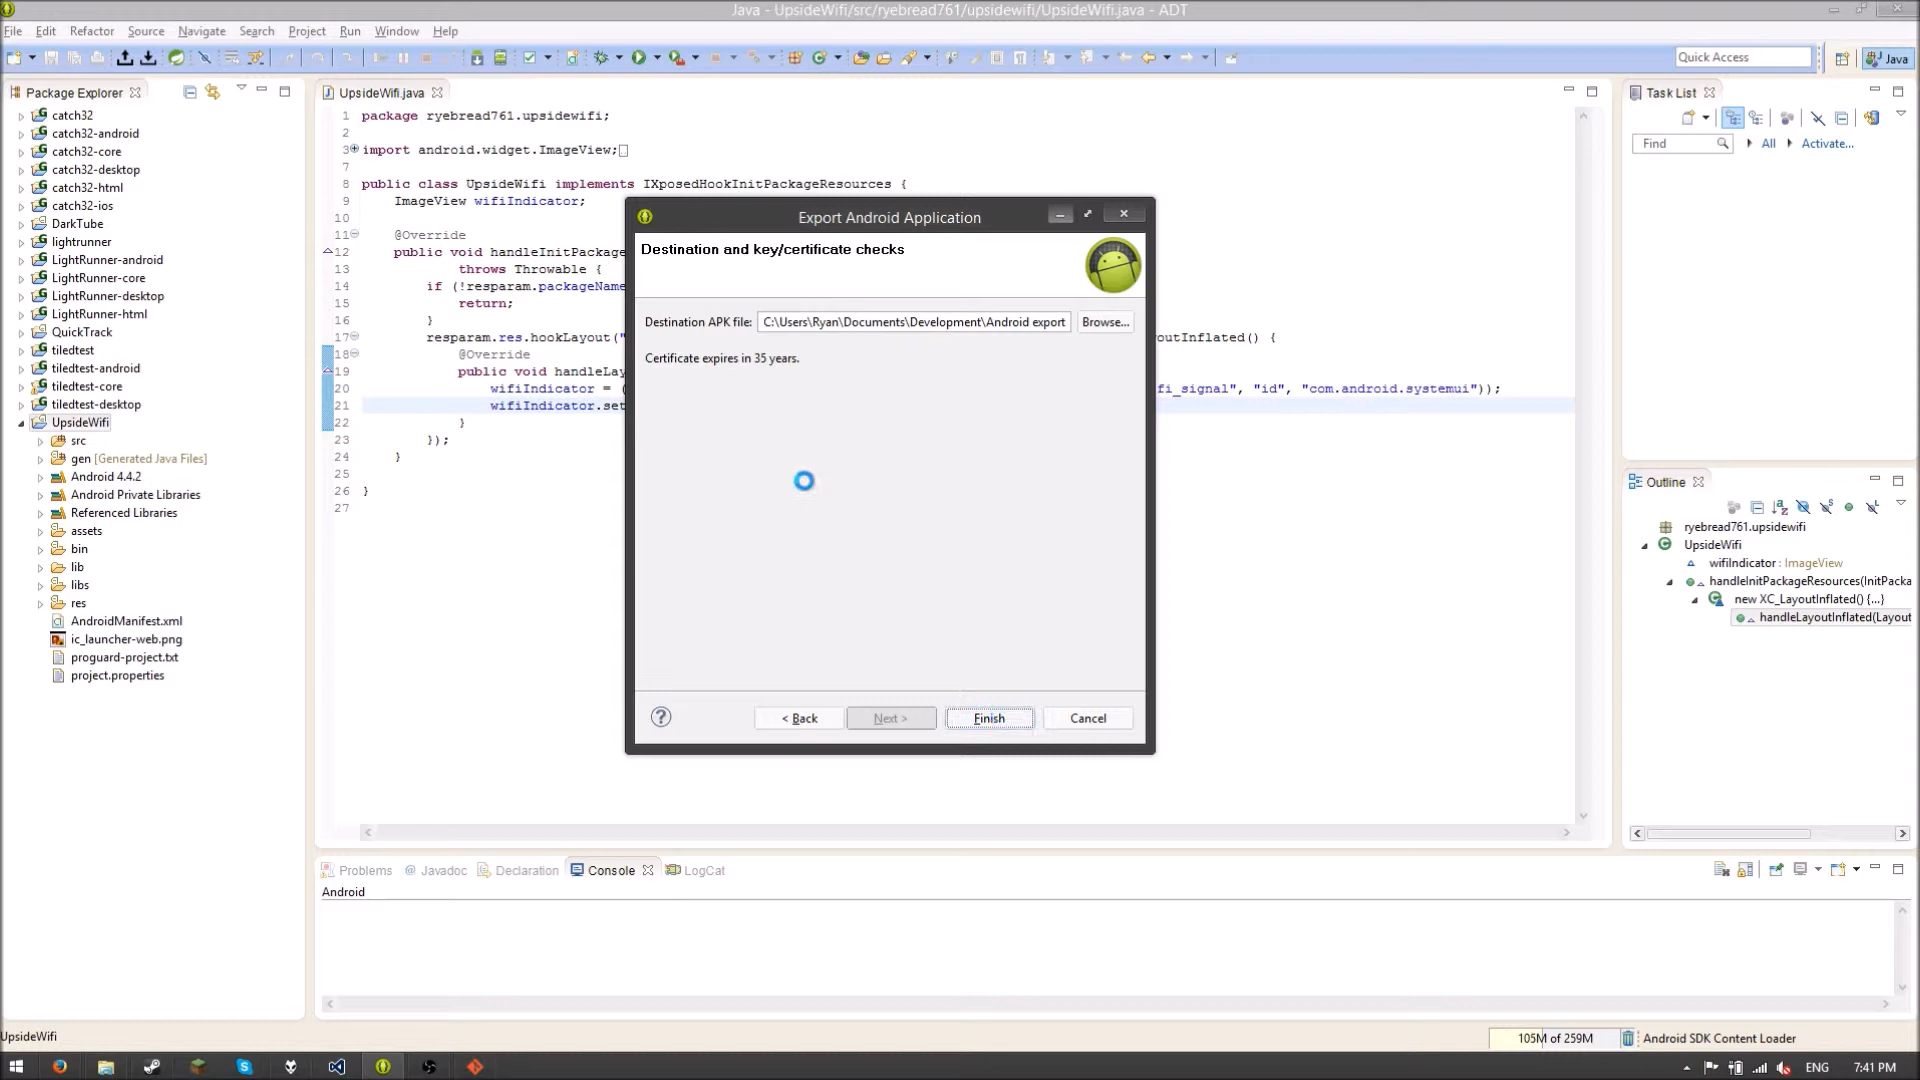 Java - UpsideWifi/src/ryebread761/upsidewifi/UpsideWifi.java - ADT
File Edit Refactor Source Navigate Search Project Run Window Help
Quick Access
Java
Package Explorer
catch32
catch32-android
catch32-core
catch32-desktop
catch32-html
catch32-ios
DarkTube
lightrunner
LightRunner-android
LightRunner-core
LightRunner-desktop
LightRunner-html
QuickTrack
tiledtest
tiledtest-android
tiledtest-core
tiledtest-desktop
UpsideWifi
src
gen [Generated Java Files]
Android 4.4.2
Android Private Libraries
Referenced Libraries
assets
bin
lib
libs
res
AndroidManifest.xml
ic_launcher-web.png
proguard-project.txt
project.properties
UpsideWifi.java
1 package ryebread761.upsidewifi;
2
3 import android.widget.ImageView;
7
8 public class UpsideWifi implements IXposedHookInitPackageResources {
9 ImageView wifiIndicator;
10
11 @Override
12 public void handleInitPackage
13 throws Throwable {
14 if (!resparam.packageName
15 return;
16 }
17 resparam.res.hookLayout(" outInflated() {
18 @Override
19 public void handleLay
20 wifiIndicator = ( fi_signal", "id", "com.android.systemui"));
21 wifiIndicator.set
22 }
23 });
24 }
25
26 }
27
Export Android Application
Destination and key/certificate checks
Destination APK file: C:\Users\Ryan\Documents\Development\Android export Browse...
Certificate expires in 35 years.
< Back Next > Finish Cancel
Task List
Find All Activate...
Outline
ryebread761.upsidewifi
UpsideWifi
wifiIndicator : ImageView
handleInitPackageResources(InitPacka
new XC_LayoutInflated() {...}
handleLayoutInflated(Layout
Problems Javadoc Declaration Console LogCat
Android
UpsideWifi
105M of 259M
Android SDK Content Loader
ENG 7:41 PM